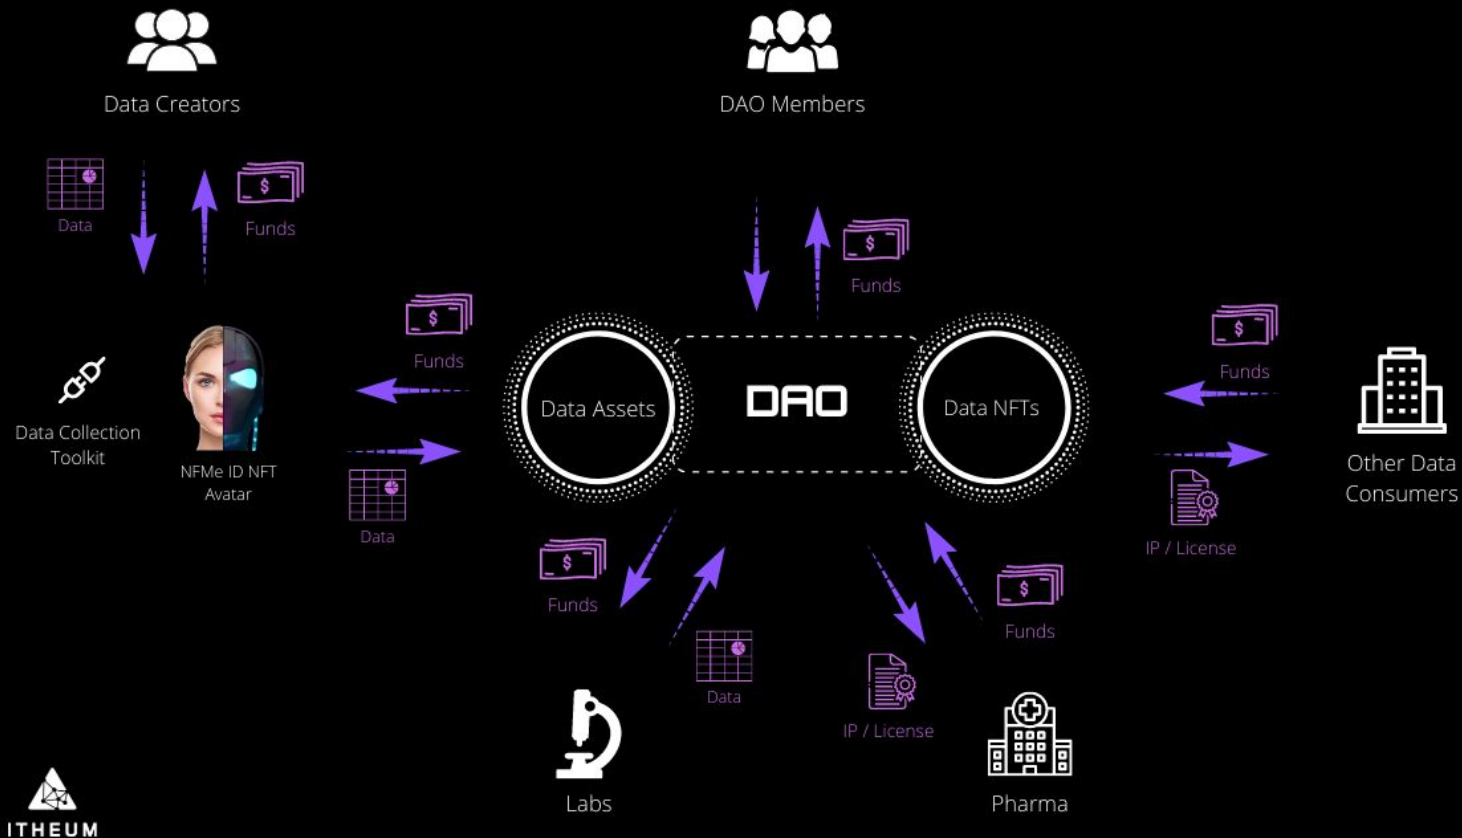 Data Creators
DAO Members
Data
$
Funds
$
Funds
$
Funds
$
Funds
Data Assets
DAO
Data NFTs
Data Collection
Toolkit
NFMe ID NFT
Avatar
Other Data
Consumers
Data
IP / License
$
Funds
$
Funds
Data
IP / License
Labs
Pharma
ITHEUM